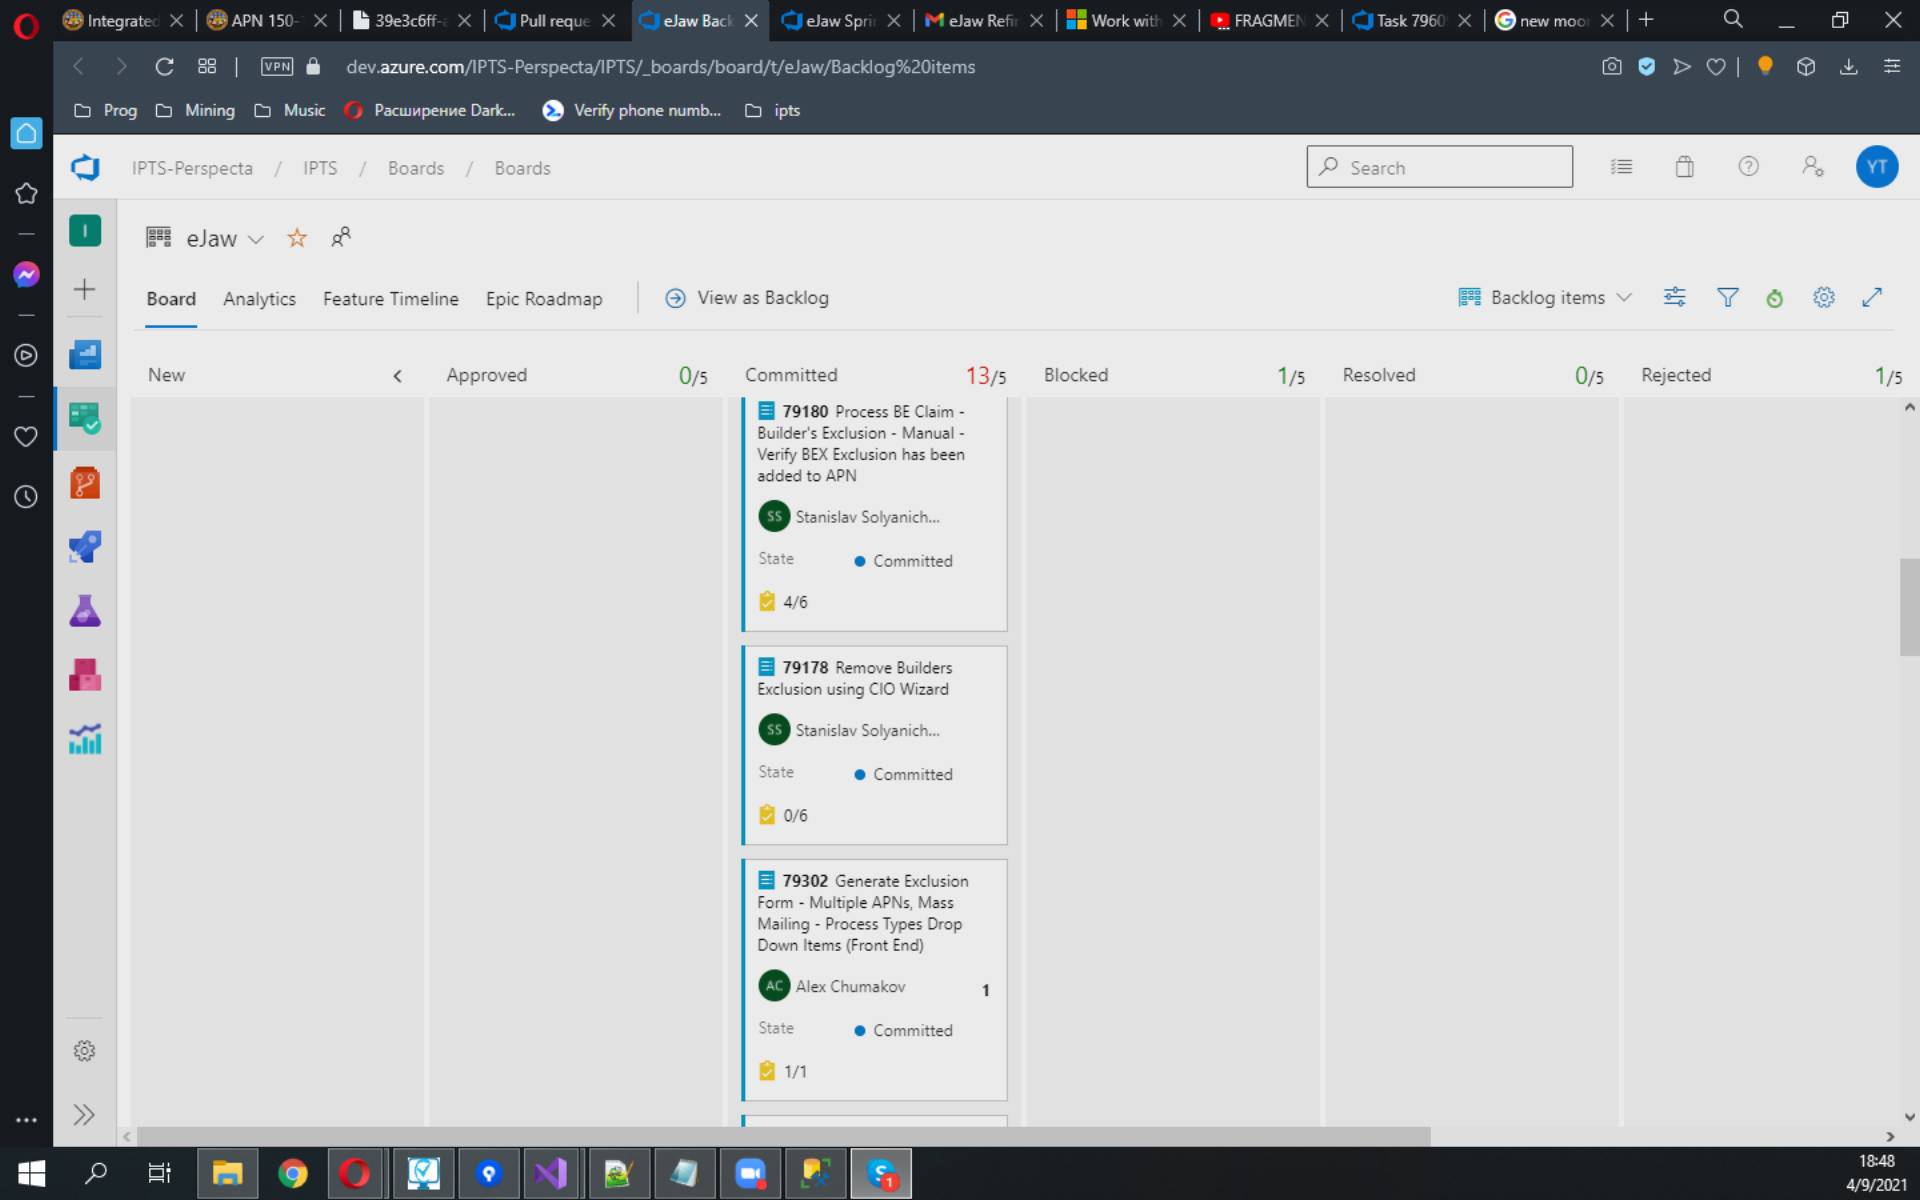 Integrated
APN 150-
39e3c6ff-
Pull reque
eJaw Back
eJaw Sprin
eJaw Refin
Work with
FRAGMEN
Task 7960
new moo
VPN
dev.azure.com/IPTS-Perspecta/IPTS/_boards/board/t/eJaw/Backlog%20items
Prog
Mining
Music
Расширение Dark...
Verify phone numb...
ipts
IPTS-Perspecta / IPTS / Boards / Boards
Search
YT
I
eJaw
Board
Analytics
Feature Timeline
Epic Roadmap
View as Backlog
Backlog items
New
Approved 0/5
Committed 13/5
Blocked 1/5
Resolved 0/5
Rejected 1/5
79180 Process BE Claim -
Builder's Exclusion - Manual -
Verify BEX Exclusion has been
added to APN
SS Stanislav Solyanich...
State Committed
4/6
79178 Remove Builders
Exclusion using CIO Wizard
SS Stanislav Solyanich...
State Committed
0/6
79302 Generate Exclusion
Form - Multiple APNs, Mass
Mailing - Process Types Drop
Down Items (Front End)
AC Alex Chumakov 1
State Committed
1/1
1
18:48
4/9/2021